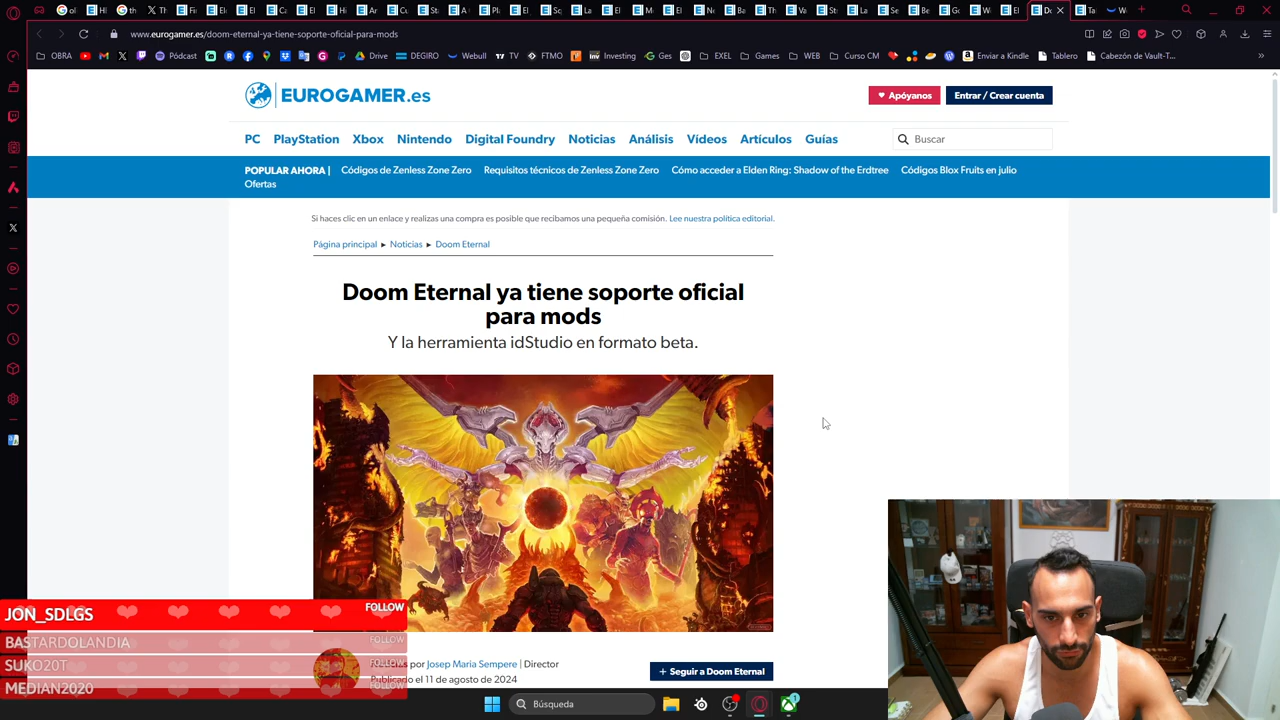 www.eurogamer.es/doom-eternal-ya-tiene-soporte-oficial-para-mods
OBRA
Pódcast
Drive
DEGIRO
Webull
TV
FTMO
Investing
Ges
EXEL
Games
WEB
Curso CM
Enviar a Kindle
Tablero
Cabezón de Vault-T...
EUROGAMER.es
Apóyanos
Entrar / Crear cuenta
PC PlayStation Xbox Nintendo Digital Foundry Noticias Análisis Vídeos Artículos Guías
Buscar
POPULAR AHORA | Códigos de Zenless Zone Zero Requisitos técnicos de Zenless Zone Zero Cómo acceder a Elden Ring: Shadow of the Erdtree Códigos Blox Fruits en julio
Ofertas
Si haces clic en un enlace y realizas una compra es posible que recibamos una pequeña comisión. Lee nuestra política editorial.
Página principal ▸ Noticias ▸ Doom Eternal
Doom Eternal ya tiene soporte oficial
para mods
Y la herramienta idStudio en formato beta.
JON_SDLGS FOLLOW
BASTARDOLANDIA FOLLOW
SUKO20T FOLLOW
MEDIAN2020 FOLLOW
por Josep Maria Sempere | Director
Publicado el 11 de agosto de 2024
+ Seguir a Doom Eternal
Búsqueda